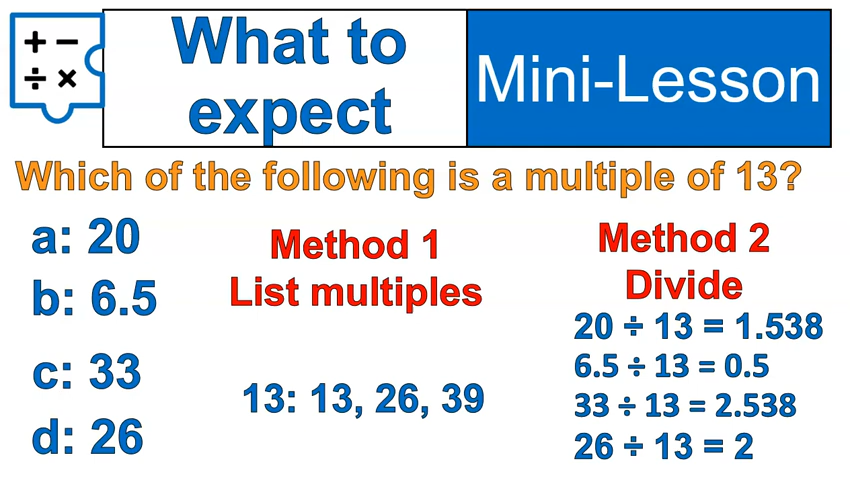 + −
÷ ×
What to
expect
Mini-Lesson
Which of the following is a multiple of 13?
a: 20
b: 6.5
c: 33
d: 26
Method 1
List multiples
13: 13, 26, 39
Method 2
Divide
20 ÷ 13 = 1.538
6.5 ÷ 13 = 0.5
33 ÷ 13 = 2.538
26 ÷ 13 = 2